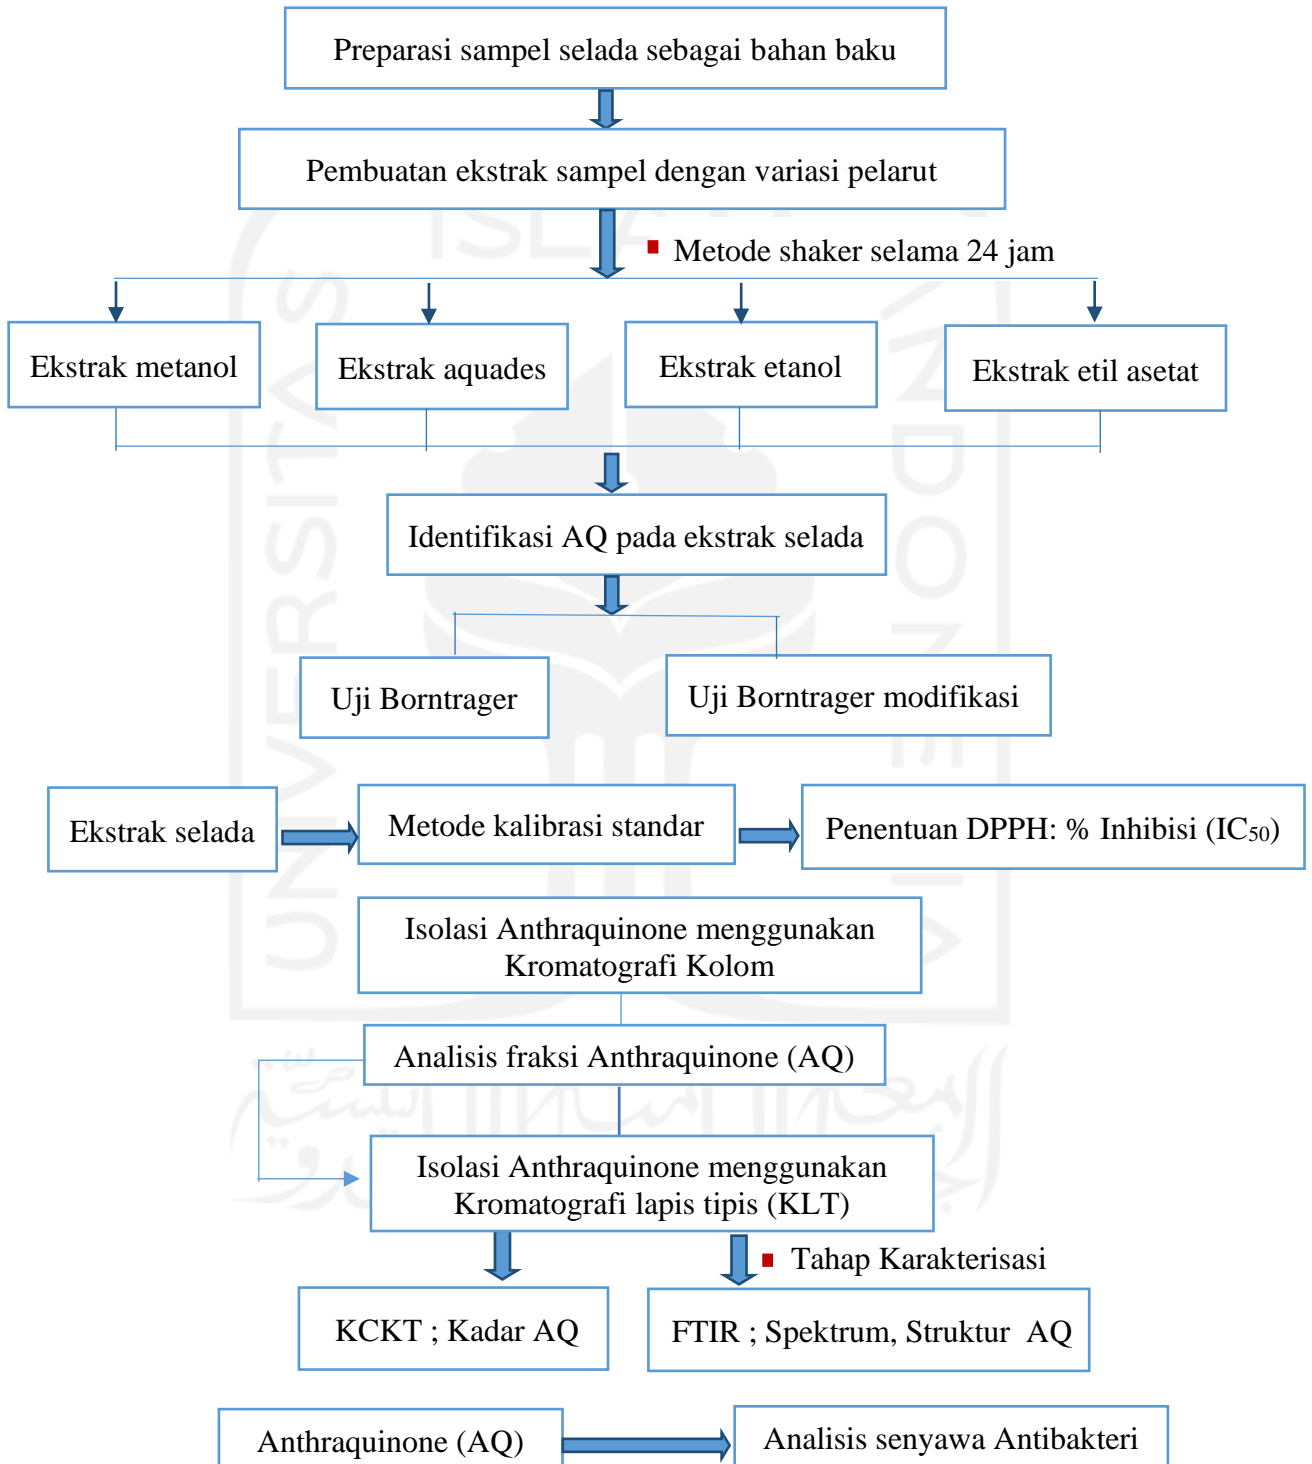 Preparasi sampel selada sebagai bahan baku
Pembuatan ekstrak sampel dengan variasi pelarut
Metode shaker selama 24 jam
Ekstrak metanol
Ekstrak aquades
Ekstrak etanol
Ekstrak etil asetat
Identifikasi AQ pada ekstrak selada
Uji Borntrager
Uji Borntrager modifikasi
Ekstrak selada
Metode kalibrasi standar
Penentuan DPPH: % Inhibisi (IC₅₀)
Isolasi Anthraquinone menggunakan
Kromatografi Kolom
Analisis fraksi Anthraquinone (AQ)
Isolasi Anthraquinone menggunakan
Kromatografi lapis tipis (KLT)
Tahap Karakterisasi
KCKT ; Kadar AQ
FTIR ; Spektrum, Struktur AQ
Anthraquinone (AQ)
Analisis senyawa Antibakteri
UNIVERSITAS